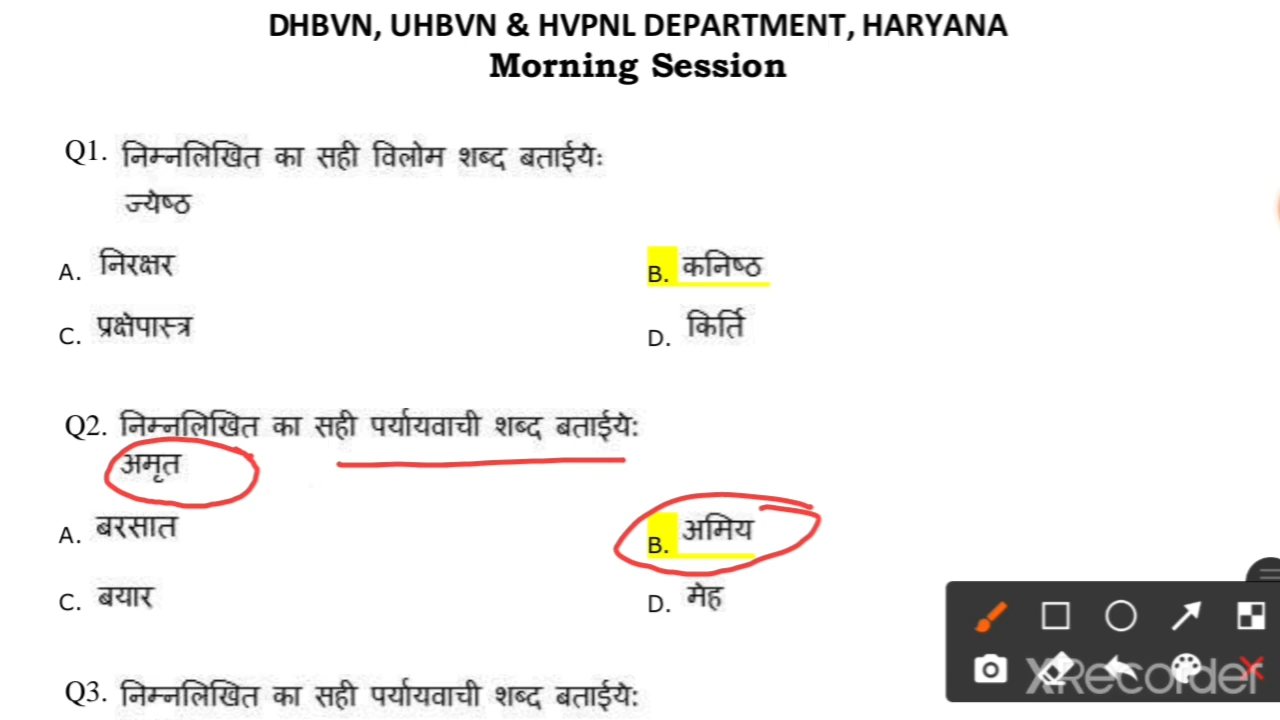 DHBVN, UHBVN & HVPNL DEPARTMENT, HARYANA
Morning Session
Q1. निम्नलिखित का सही विलोम शब्द बताईयेः
ज्येष्ठ
A. निरक्षर
B. कनिष्ठ
C. प्रक्षेपास्त्र
D. किर्ति
Q2. निम्नलिखित का सही पर्यायवाची शब्द बताईये:
अमृत
A. बरसात
B. अमिय
C. बयार
D. मेह
Q3. निम्नलिखित का सही पर्यायवाची शब्द बताईये:
XRecorder